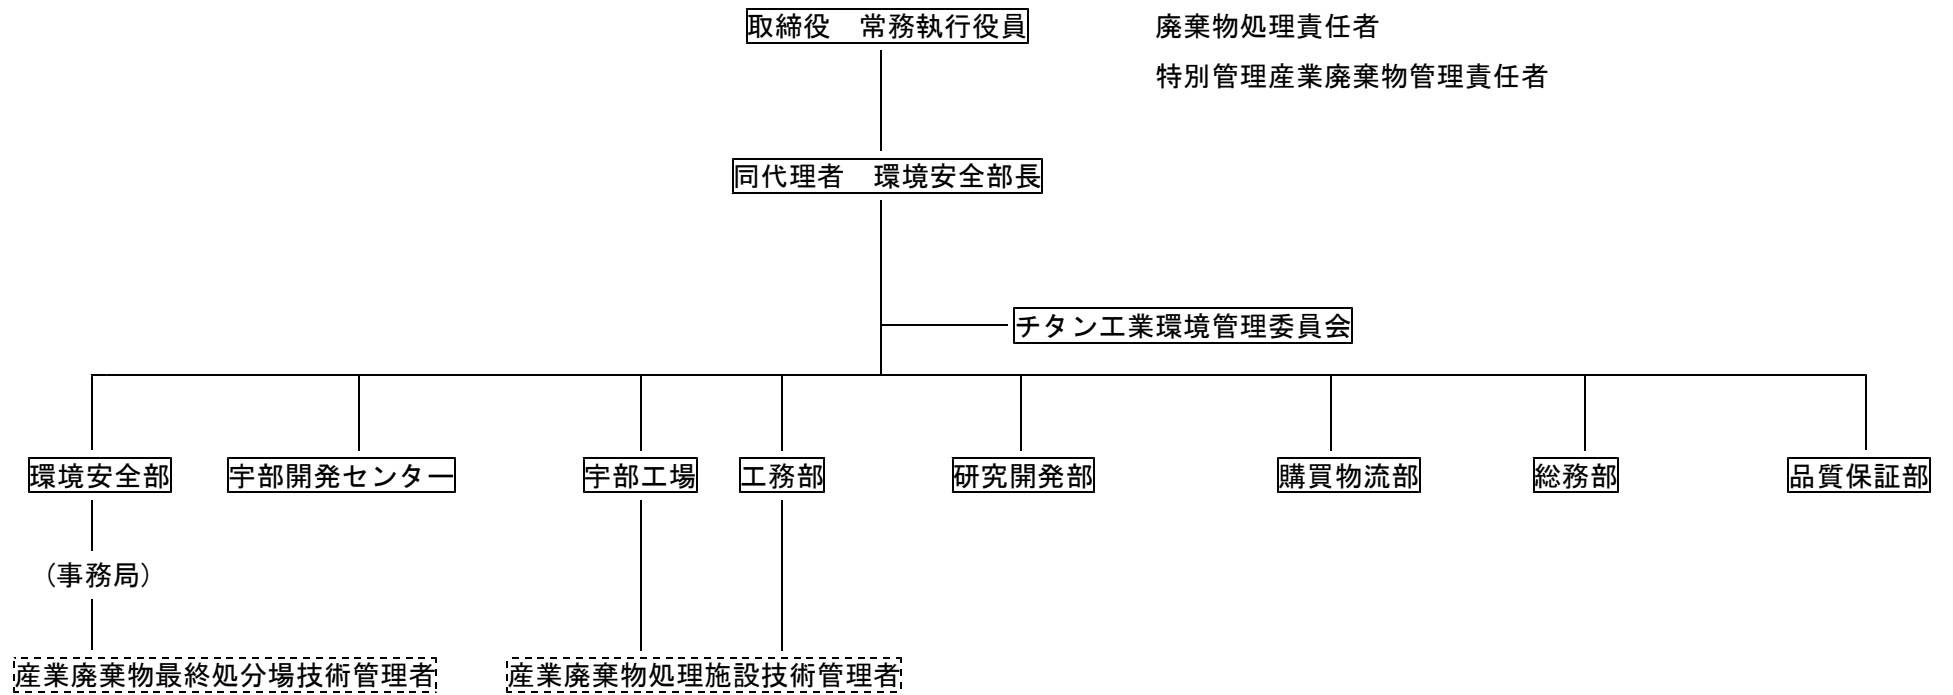 取締役　常務執行役員　廃棄物処理責任者
特別管理産業廃棄物管理責任者
同代理者　環境安全部長
チタン工業環境管理委員会
環境安全部　宇部開発センター　宇部工場　工務部　研究開発部　購買物流部　総務部　品質保証部
（事務局）
産業廃棄物最終処分場技術管理者　産業廃棄物処理施設技術管理者